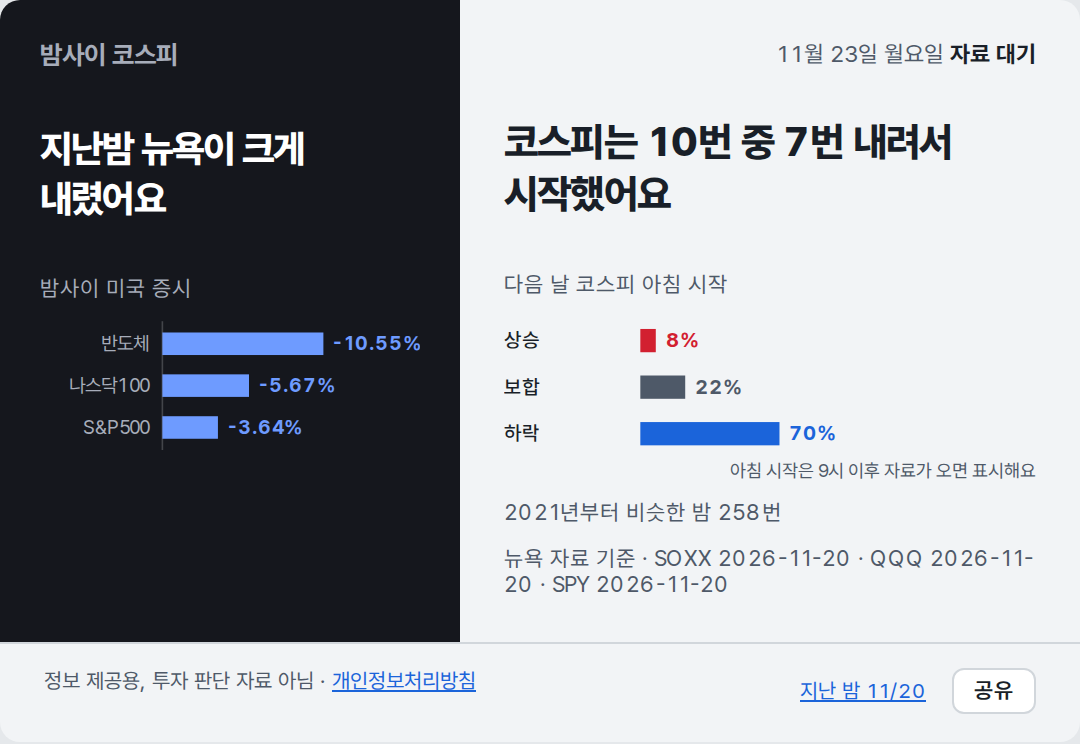 밤사이 코스피
지난밤 뉴욕이 크게
내렸어요
밤사이 미국 증시
반도체 -10.55%
나스닥100 -5.67%
S&P500 -3.64%
11월 23일 월요일 자료 대기
코스피는 10번 중 7번 내려서
시작했어요
다음 날 코스피 아침 시작
상승 8%
보합 22%
하락 70%
아침 시작은 9시 이후 자료가 오면 표시해요
2021년부터 비슷한 밤 258번
뉴욕 자료 기준 · SOXX 2026-11-20 · QQQ 2026-11-
20 · SPY 2026-11-20
정보 제공용, 투자 판단 자료 아님 · 개인정보처리방침
지난 밤 11/20
공유